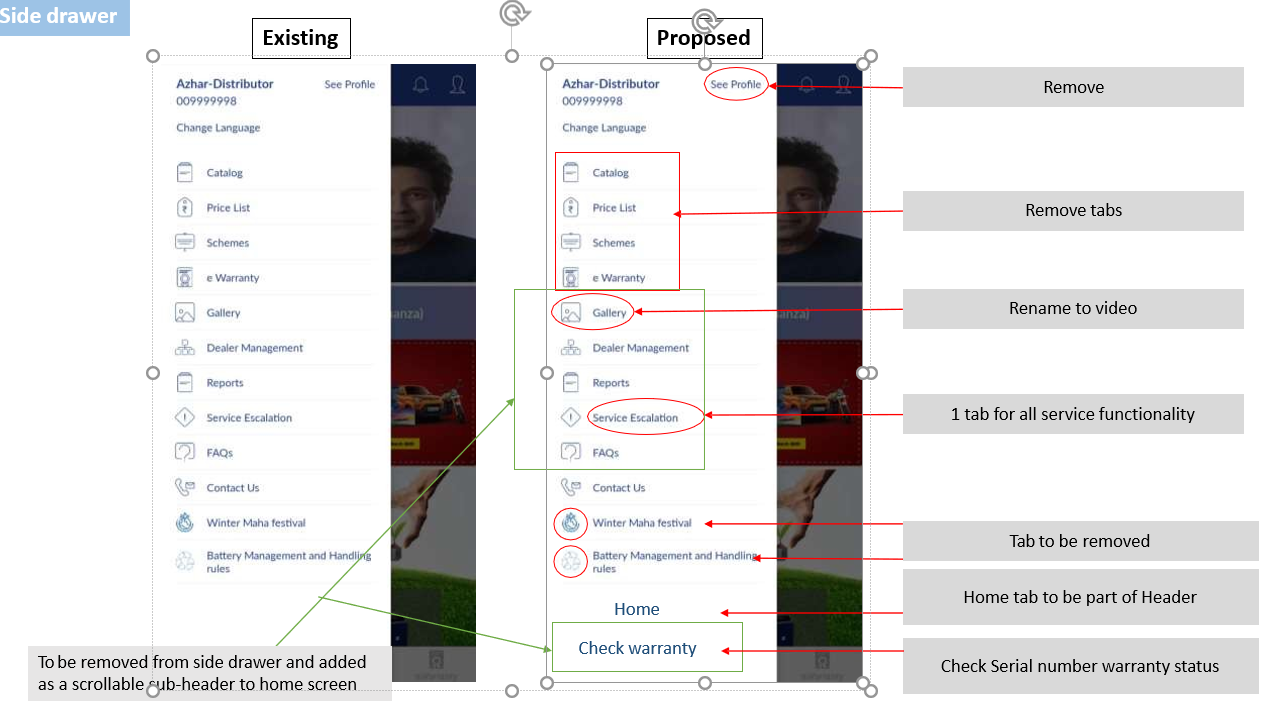 Side drawer
Existing
Proposed
Azhar-Distributor
See Profile
009999998
Change Language
Catalog
Price List
Schemes
e Warranty
Gallery
Dealer Management
Reports
Service Escalation
FAQs
Contact Us
Winter Maha festival
Battery Management and Handling
rules
anza)
To be removed from side drawer and added
as a scrollable sub-header to home screen
Azhar-Distributor
See Profile
009999998
Change Language
Catalog
Price List
Schemes
e Warranty
Gallery
Dealer Management
Reports
Service Escalation
FAQs
Contact Us
Winter Maha festival
Battery Management and Handling
rules
Home
Check warranty
anza)
Remove
Remove tabs
Rename to video
1 tab for all service functionality
Tab to be removed
Home tab to be part of Header
Check Serial number warranty status